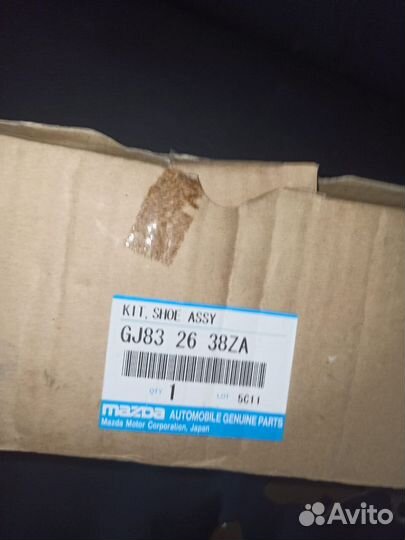 KIT, SHOE ASSY
GJ83 26 38ZA
QTY 1 LOT 5C11
mazda AUTOMOBILE GENUINE PARTS
Mazda Motor Corporation, Japan
Avito